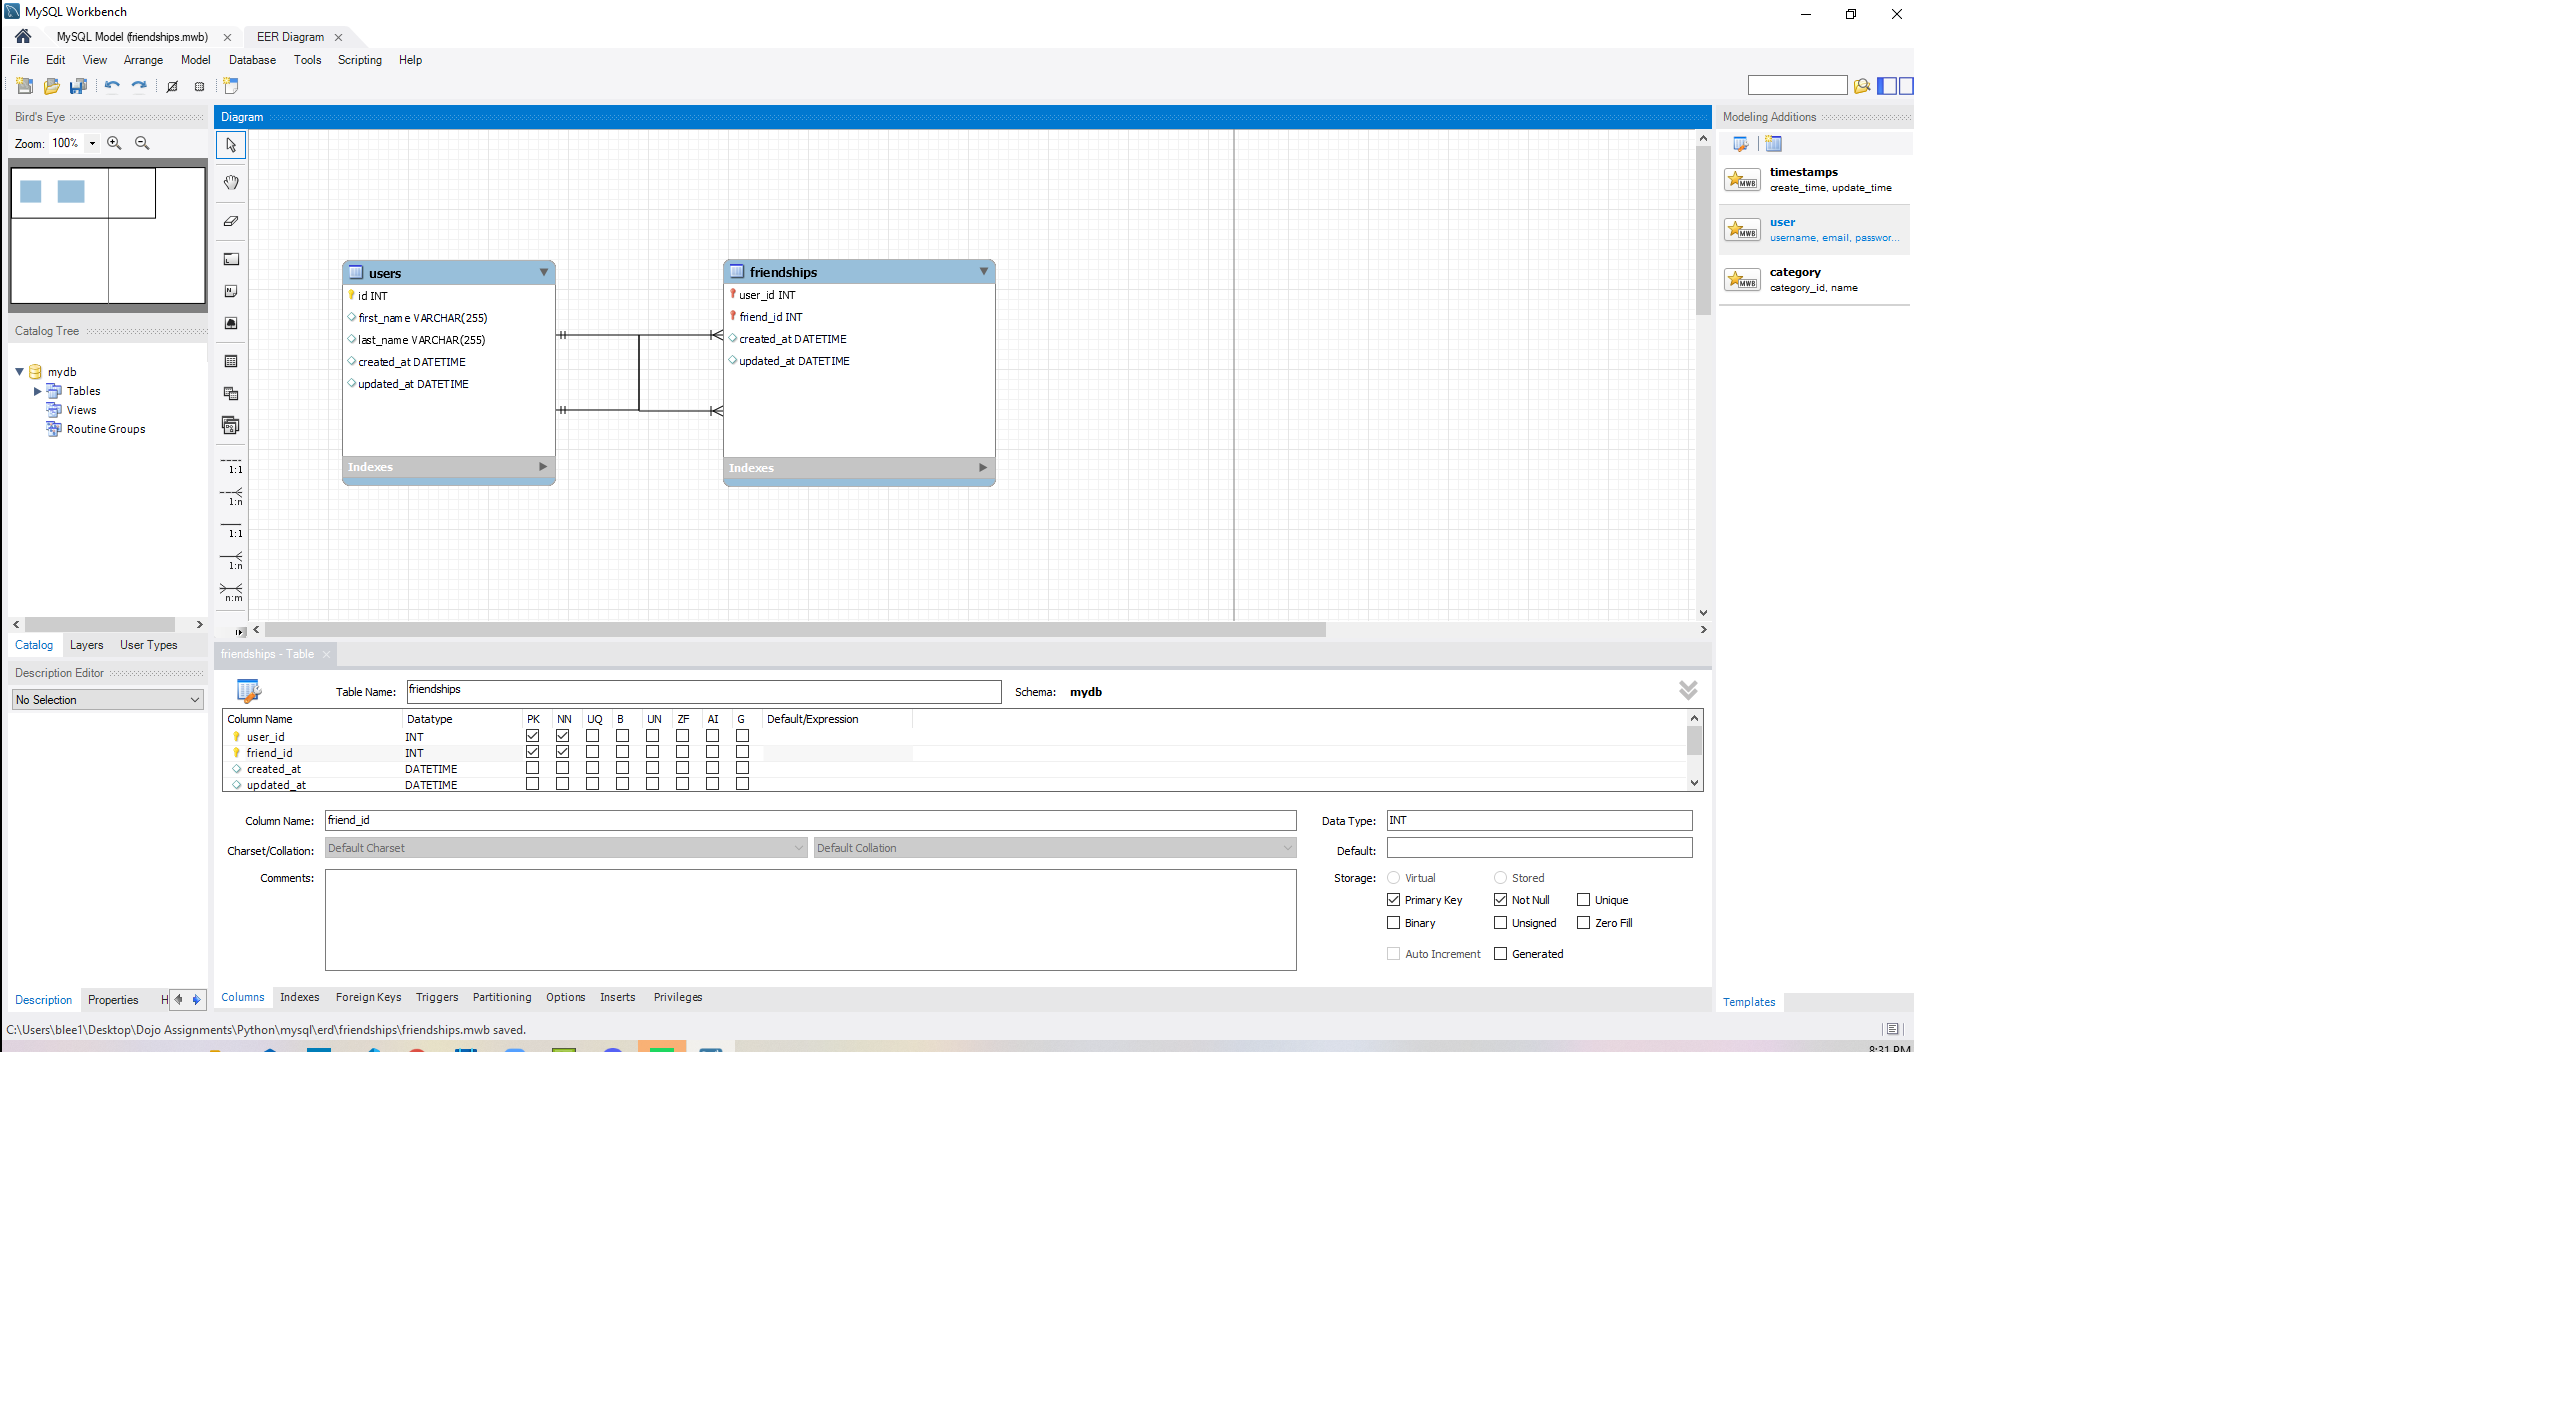 MySQL Workbench
MySQL Model (friendships.mwb)
EER Diagram
File Edit View Arrange Model Database Tools Scripting Help
Bird's Eye
Zoom: 100%
Catalog Tree
mydb
Tables
Views
Routine Groups
Catalog Layers User Types
Description Editor
No Selection
Description Properties H
Diagram
1:1
1:n
1:1
1:n
n:m
users
id INT
first_name VARCHAR(255)
last_name VARCHAR(255)
created_at DATETIME
updated_at DATETIME
Indexes
friendships
user_id INT
friend_id INT
created_at DATETIME
updated_at DATETIME
Indexes
Modeling Additions
MWB
timestamps
create_time, update_time
MWB
user
username, email, passwor...
MWB
category
category_id, name
Templates
friendships - Table
Table Name: friendships Schema: mydb
Column Name Datatype PK NN UQ B UN ZF AI G Default/Expression
user_id INT
friend_id INT
created_at DATETIME
updated_at DATETIME
Column Name: friend_id Data Type: INT
Charset/Collation: Default Charset Default Collation Default:
Comments:
Storage: Virtual Stored
Primary Key Not Null Unique
Binary Unsigned Zero Fill
Auto Increment Generated
Columns Indexes Foreign Keys Triggers Partitioning Options Inserts Privileges
C:\Users\blee1\Desktop\Dojo Assignments\Python\mysql\erd\friendships\friendships.mwb saved.
8:31 PM